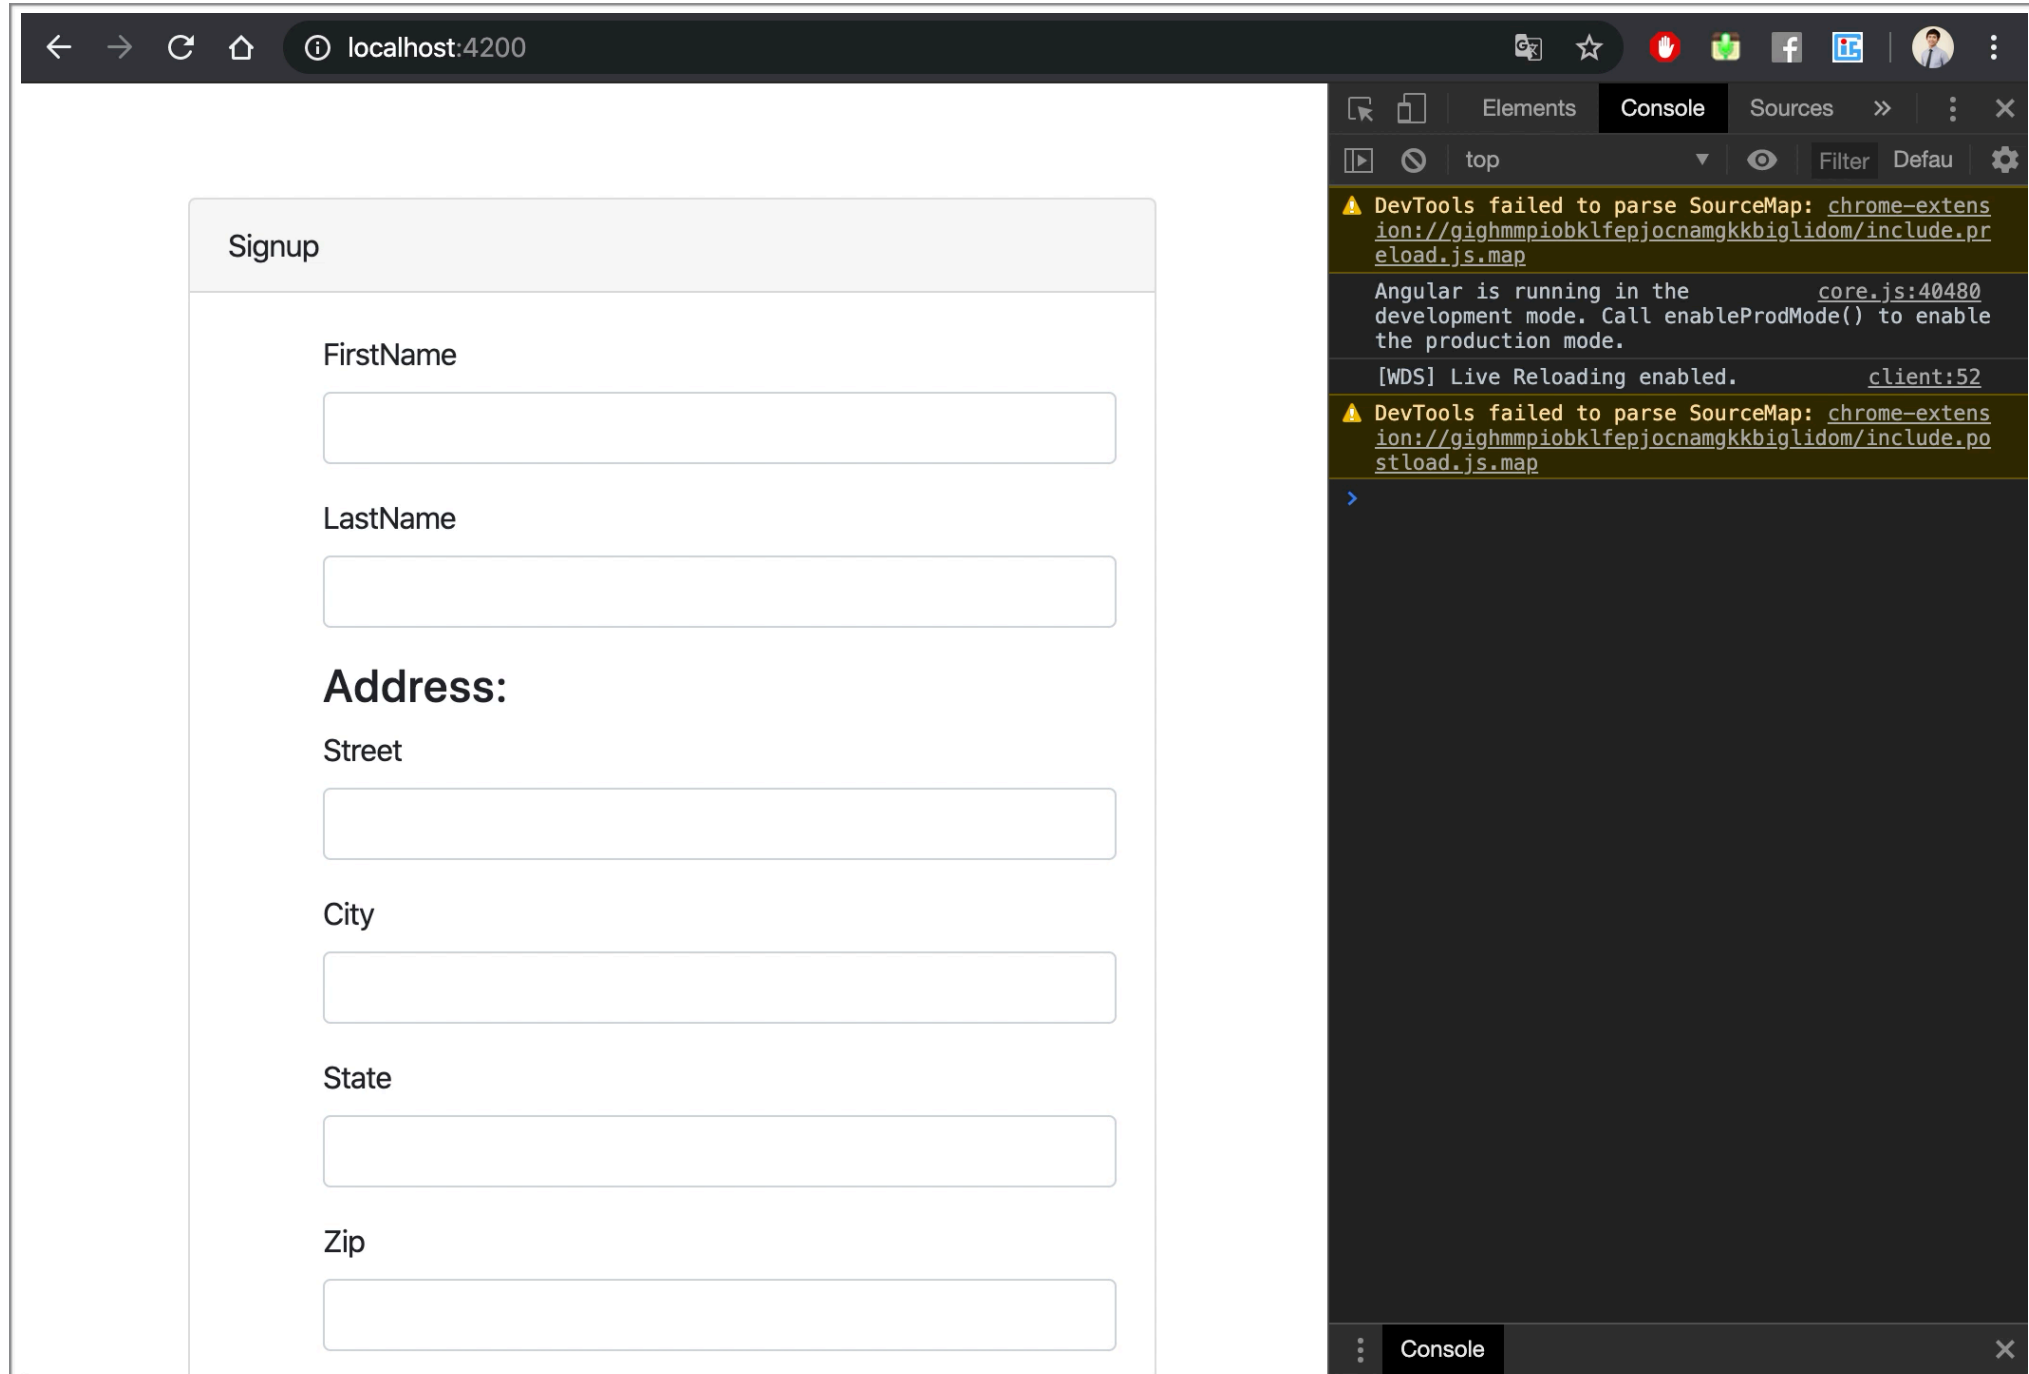 localhost:4200
Elements Console Sources
top Filter Defau
DevTools failed to parse SourceMap: chrome-extens
ion://gighmmpiobklfepjocnamgkkbiglidom/include.pr
eload.js.map
Angular is running in the core.js:40480
development mode. Call enableProdMode() to enable
the production mode.
[WDS] Live Reloading enabled. client:52
DevTools failed to parse SourceMap: chrome-extens
ion://gighmmpiobklfepjocnamgkkbiglidom/include.po
stload.js.map
Signup
FirstName
LastName
Address:
Street
City
State
Zip
Console